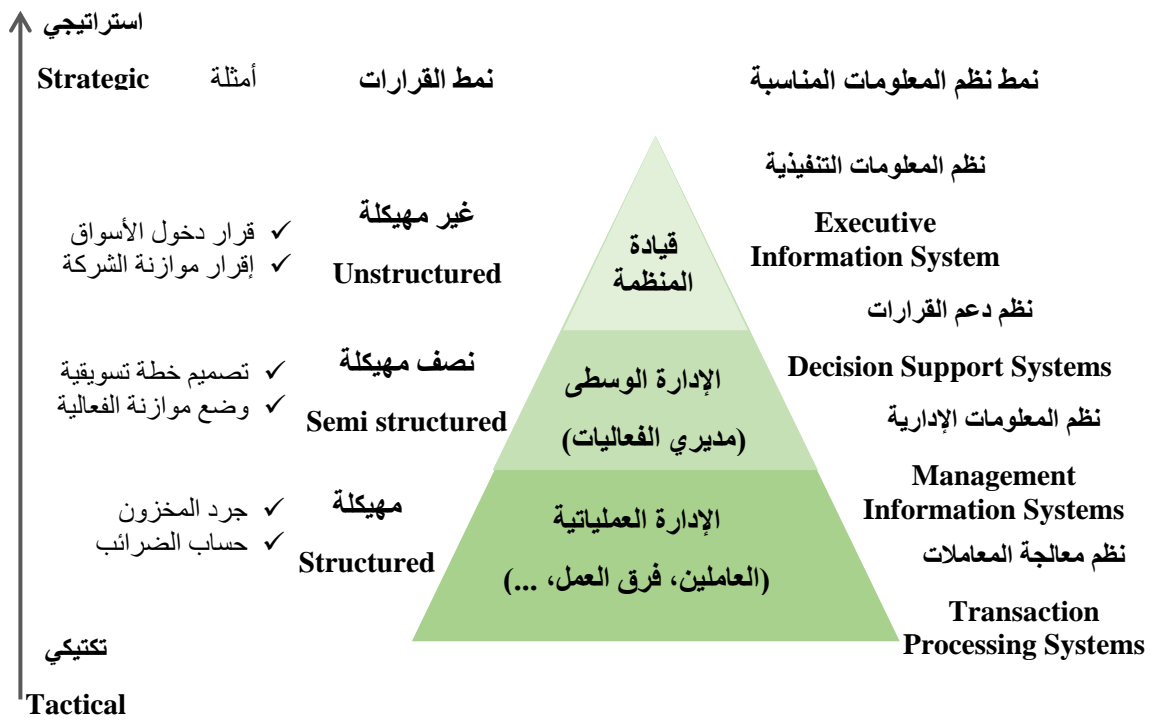 استراتيجي
Strategic
أمثلة
نمط القرارات
نمط نظم المعلومات المناسبة
نظم المعلومات التنفيذية
Executive
Information System
قيادة
المنظمة
غير مهيكلة
Unstructured
✓ قرار دخول الأسواق
✓ إقرار موازنة الشركة
نظم دعم القرارات
Decision Support Systems
الإدارة الوسطى
(مديري الفعاليات)
نصف مهيكلة
Semi structured
✓ تصميم خطة تسويقية
✓ وضع موازنة الفعالية
نظم المعلومات الإدارية
Management
Information Systems
الإدارة العملياتية
(العاملين، فرق العمل، ...)
مهيكلة
Structured
✓ جرد المخزون
✓ حساب الضرائب
نظم معالجة المعاملات
Transaction
Processing Systems
تكتيكي
Tactical